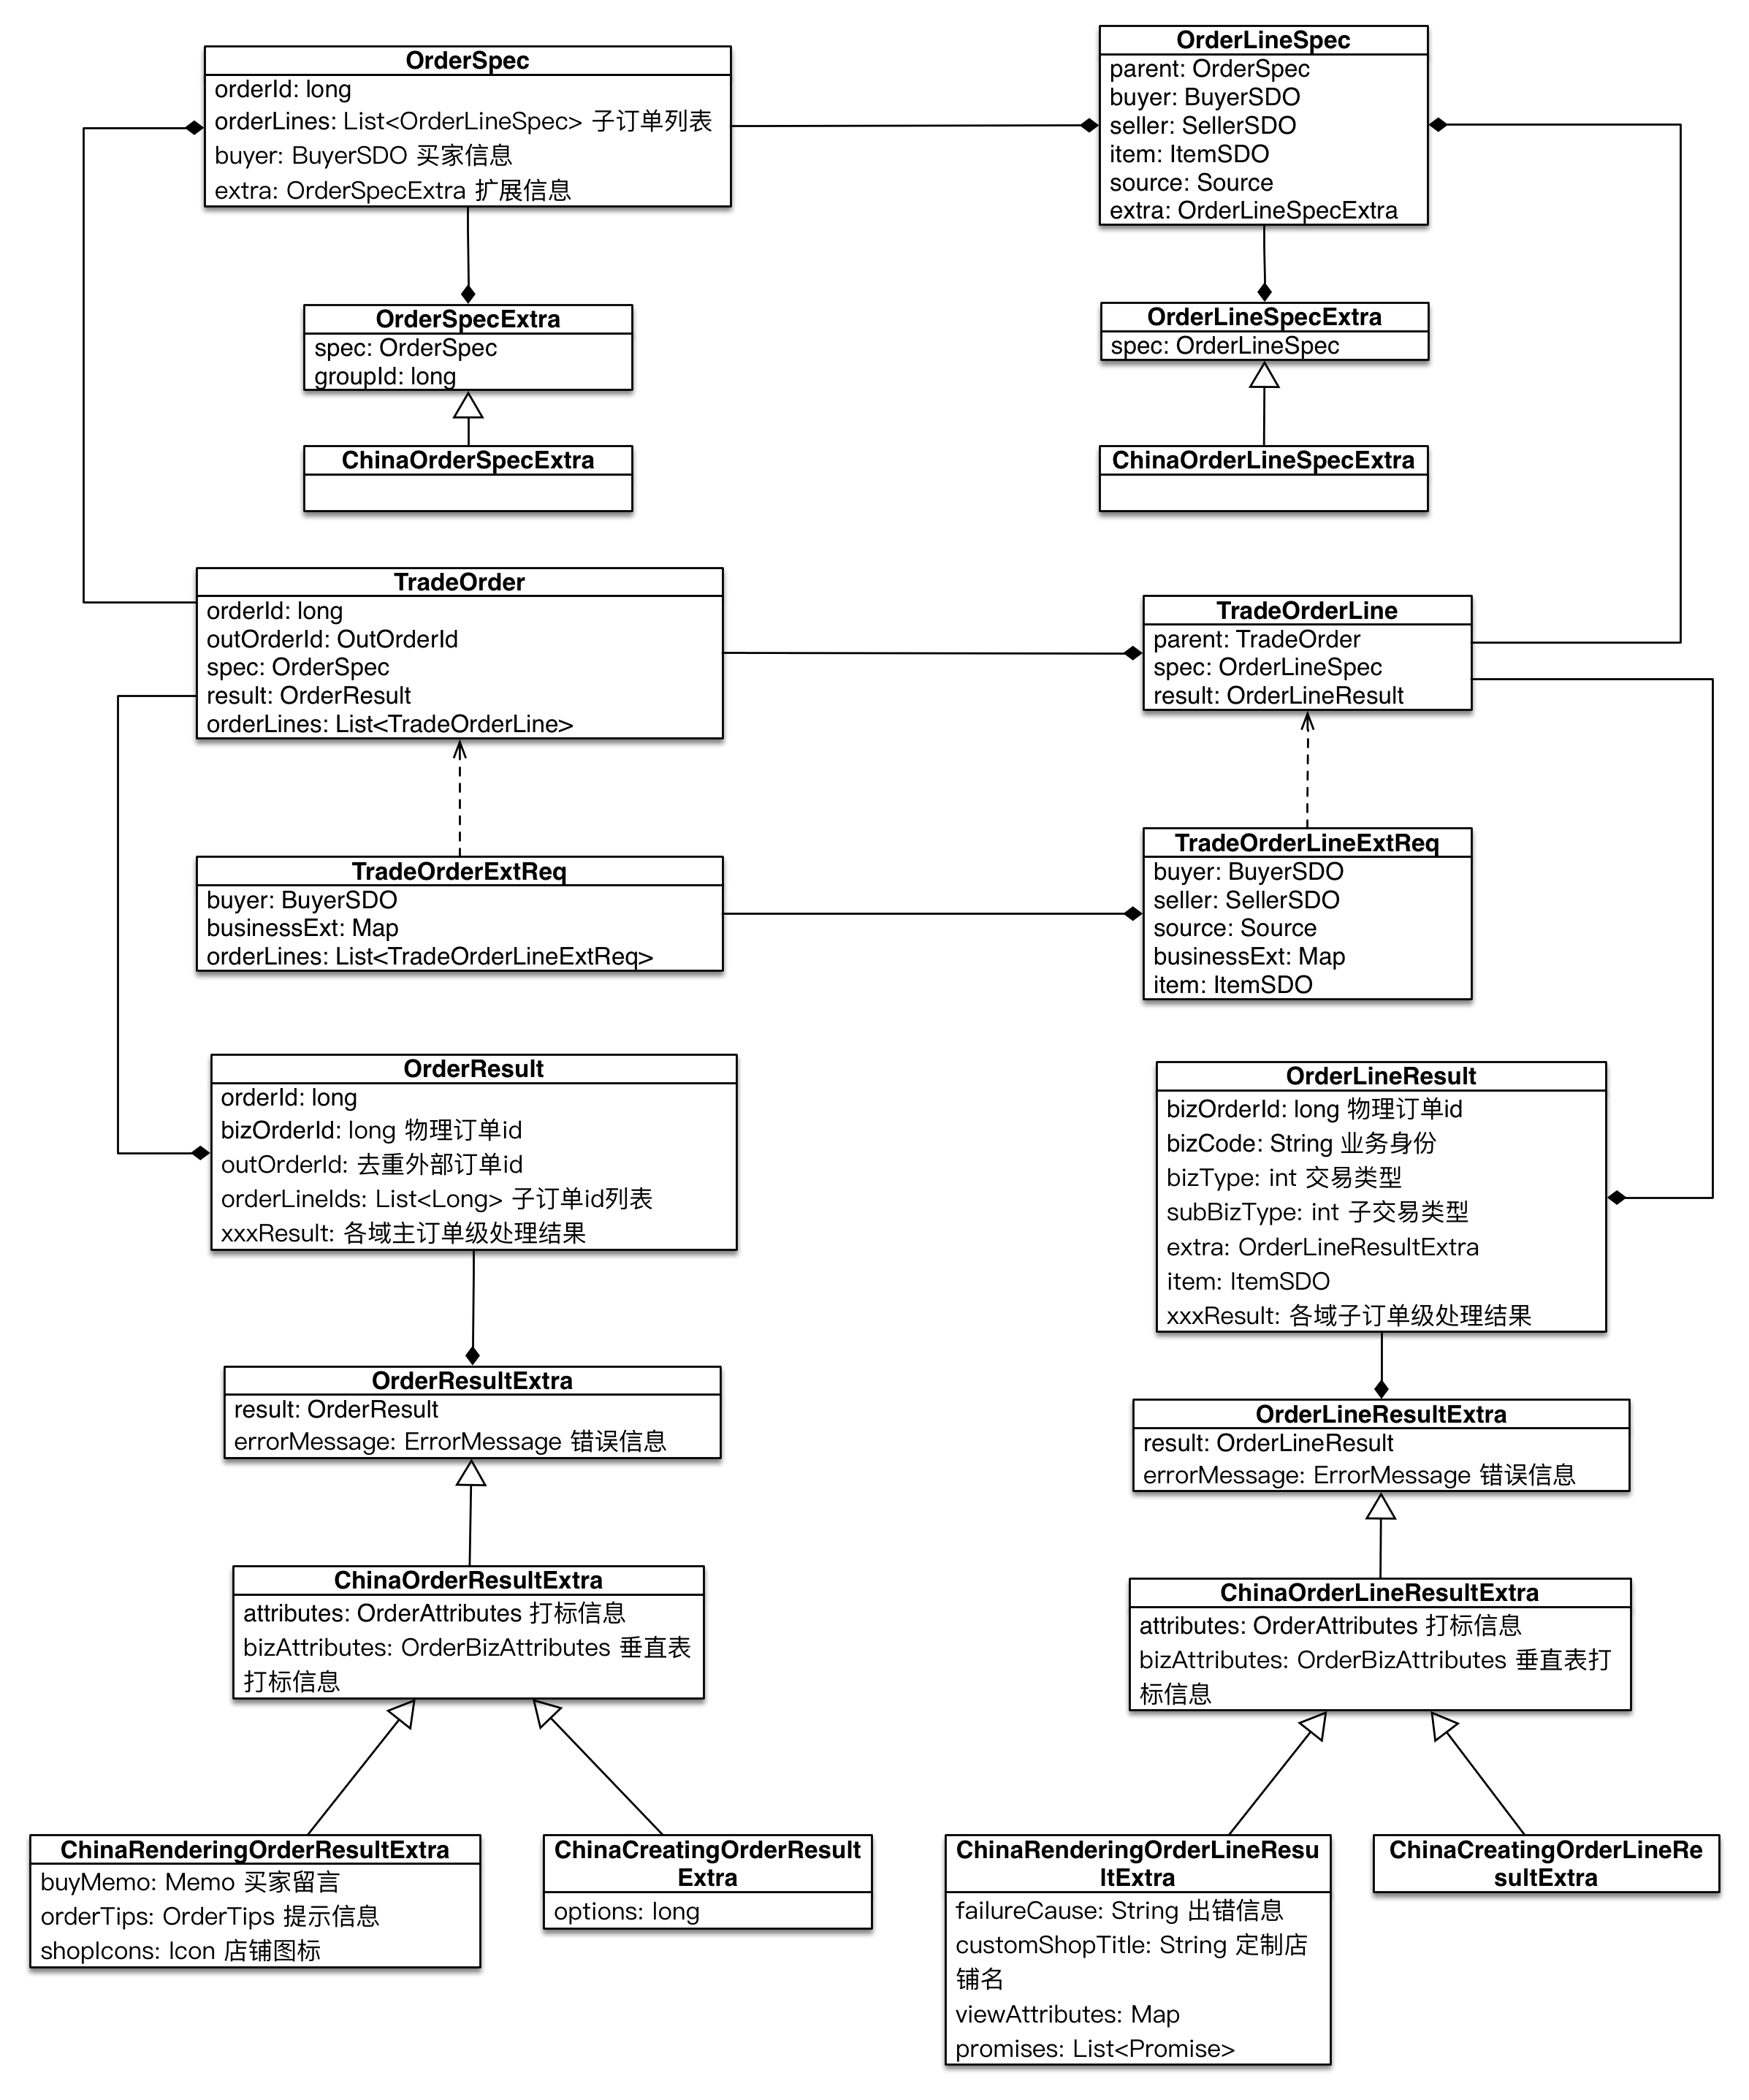 OrderSpec
orderId: long
orderLines: List<OrderLineSpec> 子订单列表
buyer: BuyerSDO 买家信息
extra: OrderSpecExtra 扩展信息
OrderLineSpec
parent: OrderSpec
buyer: BuyerSDO
seller: SellerSDO
item: ItemSDO
source: Source
extra: OrderLineSpecExtra
OrderSpecExtra
spec: OrderSpec
groupId: long
OrderLineSpecExtra
spec: OrderLineSpec
ChinaOrderSpecExtra
ChinaOrderLineSpecExtra
TradeOrder
orderId: long
outOrderId: OutOrderId
spec: OrderSpec
result: OrderResult
orderLines: List<TradeOrderLine>
TradeOrderLine
parent: TradeOrder
spec: OrderLineSpec
result: OrderLineResult
TradeOrderExtReq
buyer: BuyerSDO
businessExt: Map
orderLines: List<TradeOrderLineExtReq>
TradeOrderLineExtReq
buyer: BuyerSDO
seller: SellerSDO
source: Source
businessExt: Map
item: ItemSDO
OrderResult
orderId: long
bizOrderId: long 物理订单id
outOrderId: 去重外部订单id
orderLineIds: List<Long> 子订单id列表
xxxResult: 各域主订单级处理结果
OrderLineResult
bizOrderId: long 物理订单id
bizCode: String 业务身份
bizType: int 交易类型
subBizType: int 子交易类型
extra: OrderLineResultExtra
item: ItemSDO
xxxResult: 各域子订单级处理结果
OrderResultExtra
result: OrderResult
errorMessage: ErrorMessage 错误信息
OrderLineResultExtra
result: OrderLineResult
errorMessage: ErrorMessage 错误信息
ChinaOrderResultExtra
attributes: OrderAttributes 打标信息
bizAttributes: OrderBizAttributes 垂直表
打标信息
ChinaOrderLineResultExtra
attributes: OrderAttributes 打标信息
bizAttributes: OrderBizAttributes 垂直表打
标信息
ChinaRenderingOrderResultExtra
buyMemo: Memo 买家留言
orderTips: OrderTips 提示信息
shopIcons: Icon 店铺图标
ChinaCreatingOrderResult
Extra
options: long
ChinaRenderingOrderLineResu
ltExtra
failureCause: String 出错信息
customShopTitle: String 定制店
铺名
viewAttributes: Map
promises: List<Promise>
ChinaCreatingOrderLineRe
sultExtra